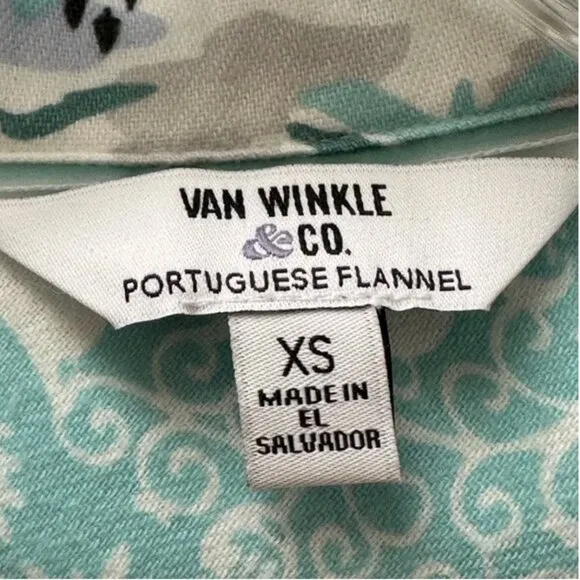 VAN WINKLE
& CO.
PORTUGUESE FLANNEL
XS
MADE IN
EL
SALVADOR